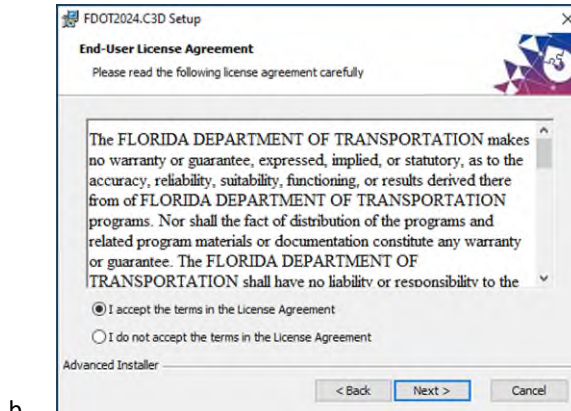 FDOT2024.C3D Setup
End-User License Agreement
Please read the following license agreement carefully
The FLORIDA DEPARTMENT OF TRANSPORTATION makes
no warranty or guarantee, expressed, implied, or statutory, as to the
accuracy, reliability, suitability, functioning, or results derived there
from of FLORIDA DEPARTMENT OF TRANSPORTATION
programs. Nor shall the fact of distribution of the programs and
related program materials or documentation constitute any warranty
or guarantee. The FLORIDA DEPARTMENT OF
TRANSPORTATION shall have no liability or responsibility to the
I accept the terms in the License Agreement
I do not accept the terms in the License Agreement
Advanced Installer
< Back Next > Cancel
h